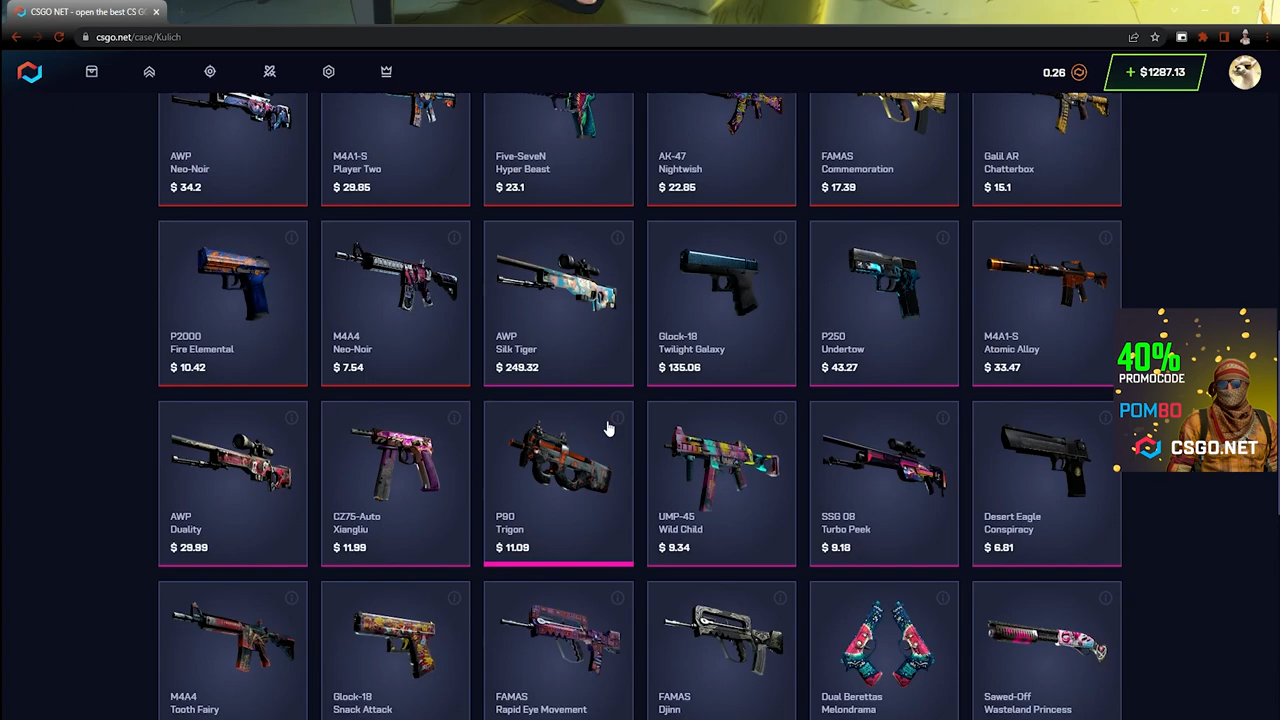 CSGO NET - open the best CS G
csgo.net/case/Kulich
0.26
+ $1287.13
AWP
Neo-Noir
$ 34.2
M4A1-S
Player Two
$ 29.85
Five-SeveN
Hyper Beast
$ 23.1
AK-47
Nightwish
$ 22.85
FAMAS
Commemoration
$ 17.39
Galil AR
Chatterbox
$ 15.1
P2000
Fire Elemental
$ 10.42
M4A4
Neo-Noir
$ 7.54
AWP
Silk Tiger
$ 249.32
Glock-18
Twilight Galaxy
$ 135.06
P250
Undertow
$ 43.27
M4A1-S
Atomic Alloy
$ 33.47
40%
PROMOCODE
POMBO
CSGO.NET
AWP
Duality
$ 29.99
CZ75-Auto
Xiangliu
$ 11.99
P90
Trigon
$ 11.09
UMP-45
Wild Child
$ 9.34
SSG 08
Turbo Peek
$ 9.18
Desert Eagle
Conspiracy
$ 6.81
M4A4
Tooth Fairy
Glock-18
Snack Attack
FAMAS
Rapid Eye Movement
FAMAS
Djinn
Dual Berettas
Melondrama
Sawed-Off
Wasteland Princess